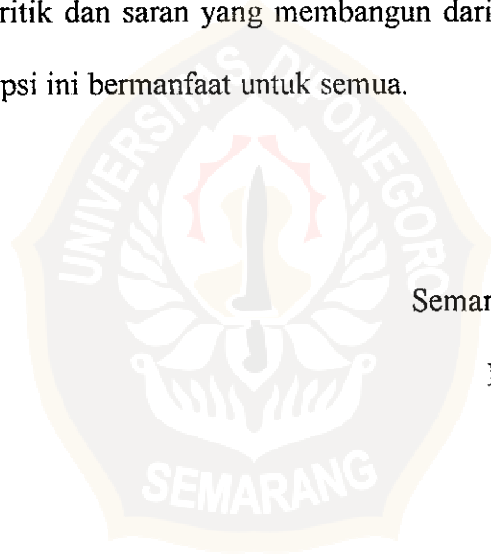 ritik dan saran yang membangun dari
psi ini bermanfaat untuk semua.
UNIVERSITAS DIPONEGORO
Semar
SEMARANG